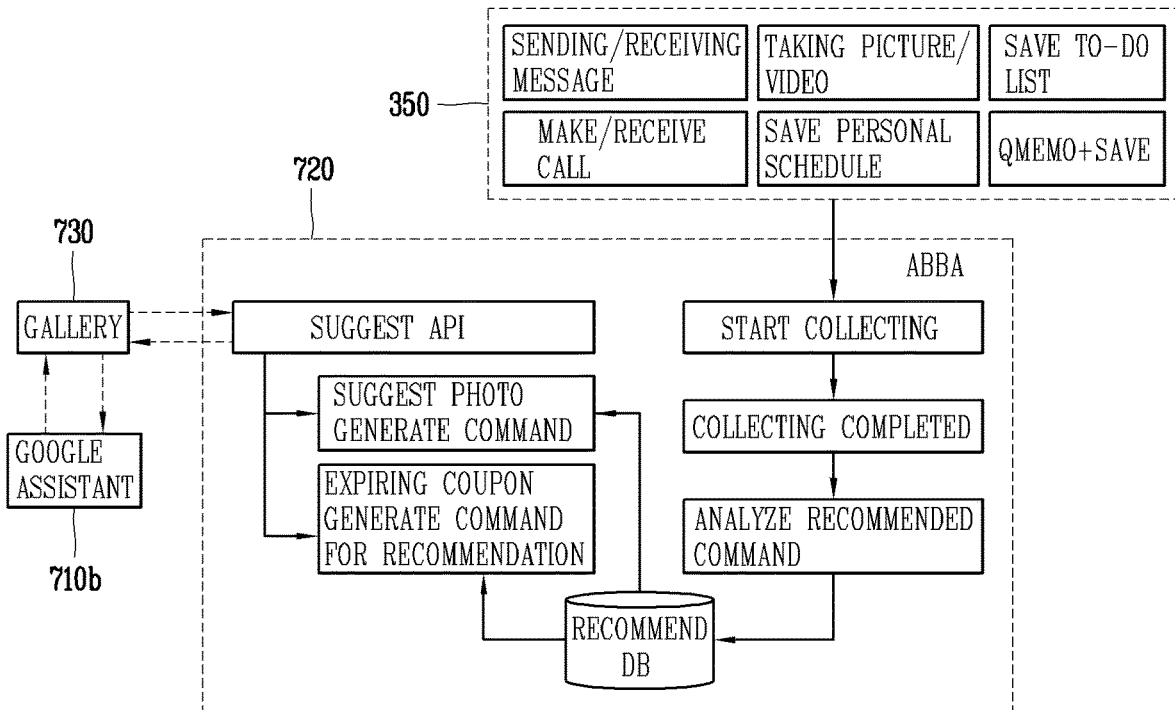 SENDING/RECEIVING
MESSAGE
TAKING PICTURE/
VIDEO
SAVE TO-DO
LIST
350
MAKE/RECEIVE
CALL
SAVE PERSONAL
SCHEDULE
QMEMO+SAVE
720
730
ABBA
GALLERY
SUGGEST API
START COLLECTING
SUGGEST PHOTO
GENERATE COMMAND
COLLECTING COMPLETED
GOOGLE
ASSISTANT
EXPIRING COUPON
GENERATE COMMAND
FOR RECOMMENDATION
ANALYZE RECOMMENDED
COMMAND
710b
RECOMMEND
DB